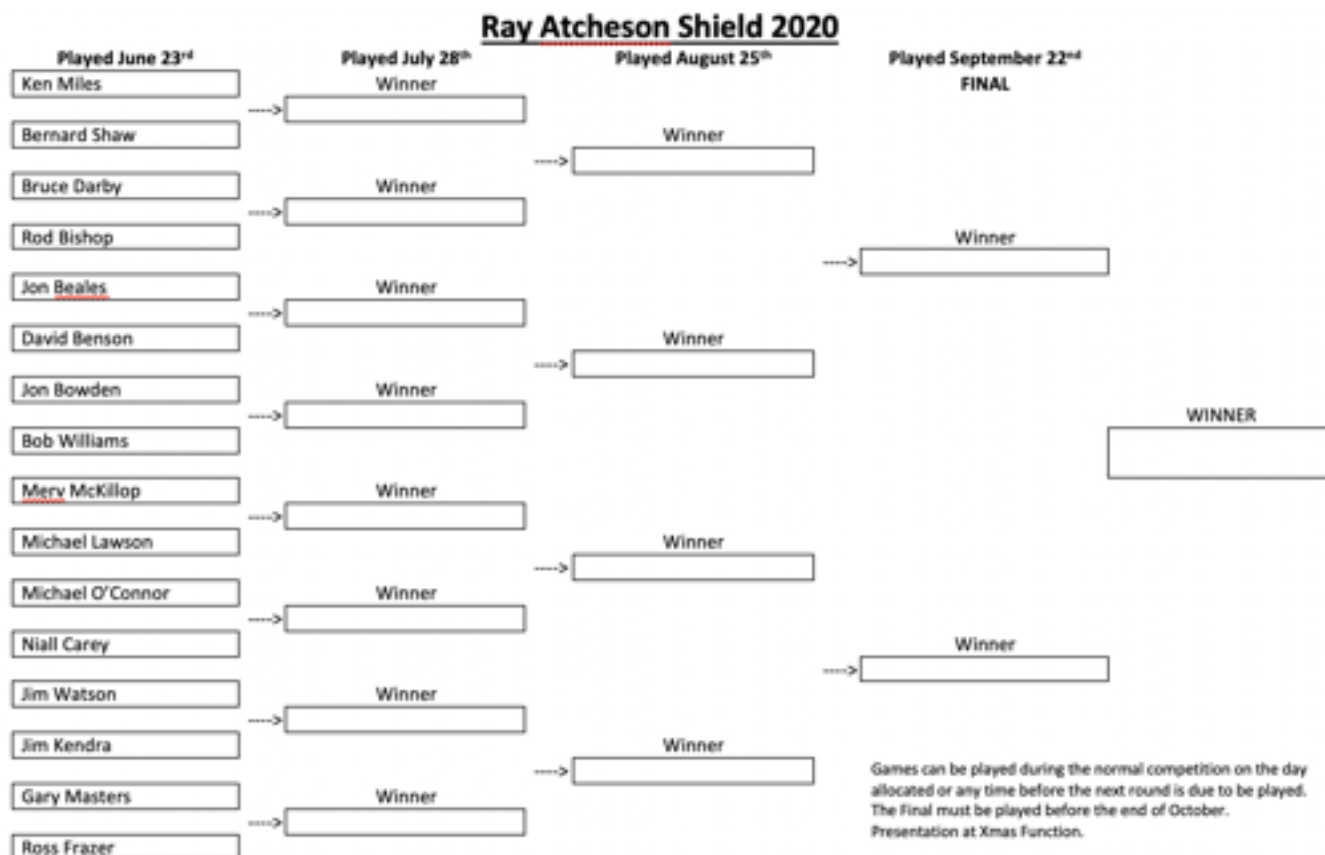 Ray Atcheson Shield 2020
Played June 23rd
Played July 28th
Played August 25th
Played September 22nd
FINAL
Ken Miles
Bernard Shaw
Bruce Darby
Rod Bishop
Jon Beales
David Benson
Jon Bowden
Bob Williams
Merv McKillop
Michael Lawson
Michael O'Connor
Niall Carey
Jim Watson
Jim Kendra
Gary Masters
Ross Frazer
Winner
Winner
Winner
Winner
Winner
Winner
Winner
Winner
Winner
Winner
Winner
Winner
Winner
Winner
WINNER
Games can be played during the normal competition on the day
allocated or any time before the next round is due to be played.
The Final must be played before the end of October.
Presentation at Xmas Function.